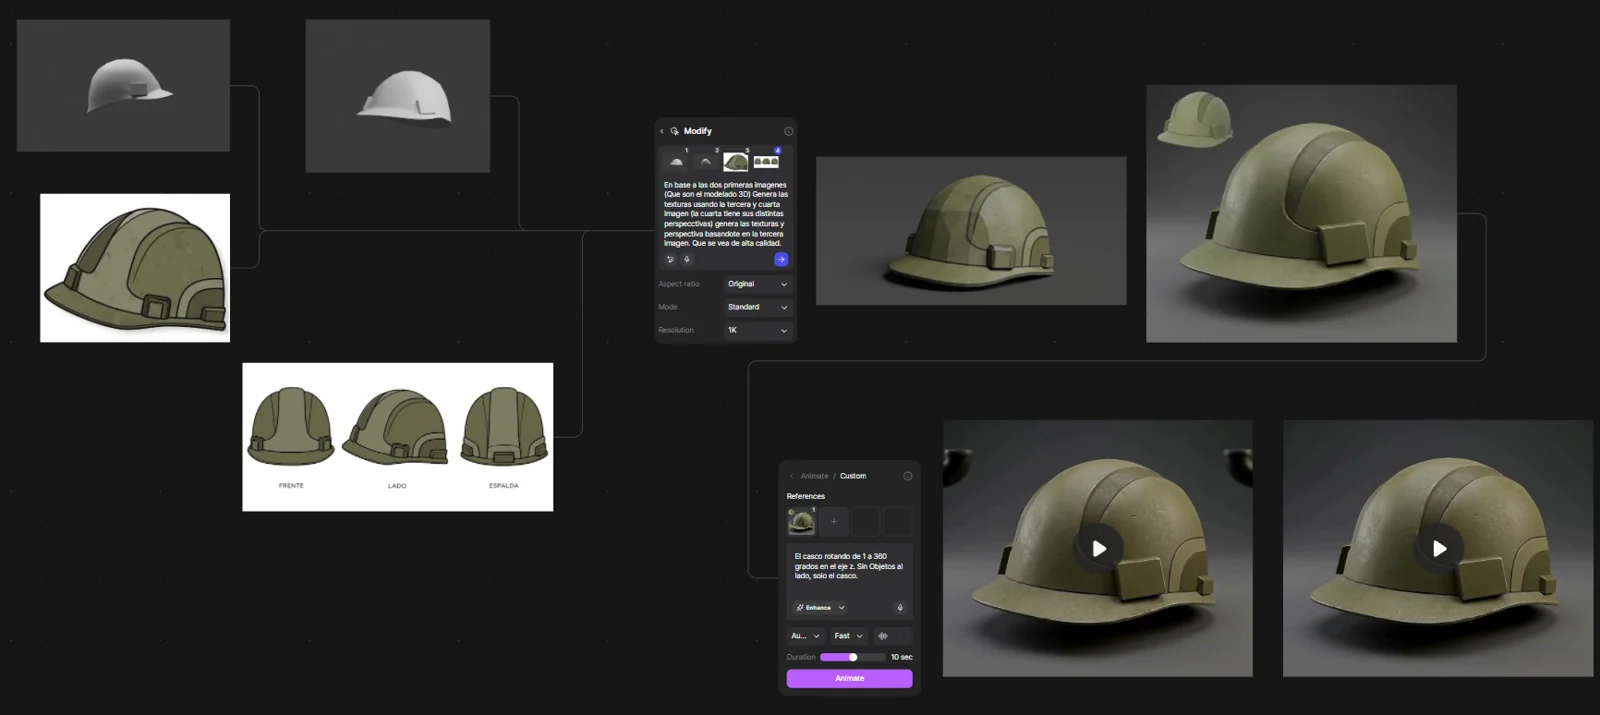 Modify
1
2
3
4
En base a las dos primeras imagenes
(Que son el modelado 3D) Genera las
texturas usando la tercera y cuarta
Imagen (la cuarta tiene sus distintas
perspecctivas) genera las texturas y
perspectiva basandote en la tercera
Imagen. Que se vea de alta calidad.
Aspect ratio Original
Mode Standard
Resolution 1K
FRENTE
LADO
ESPALDA
Animate / Custom
References
1
El casco rotando de 1 a 360
grados en el eje z. Sin Objetos al
lado, solo el casco.
Enhance
Au... Fast
Duration 10 sec
Animate